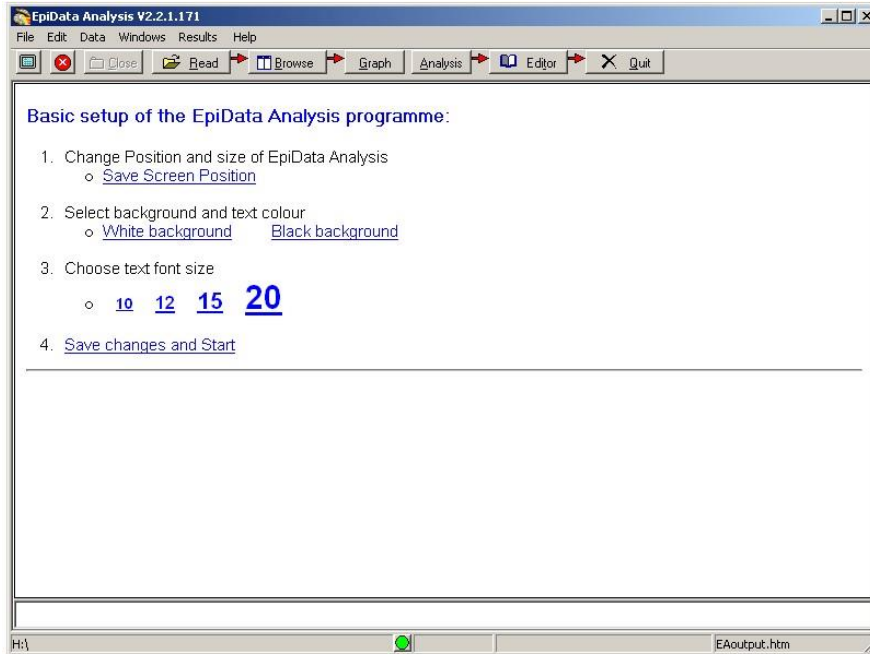 EpiData Analysis V2.2.1.171
File Edit Data Windows Results Help
Close Read Browse Graph Analysis Editor Quit
Basic setup of the EpiData Analysis programme:
1. Change Position and size of EpiData Analysis
o Save Screen Position
2. Select background and text colour
o White background Black background
3. Choose text font size
o 10 12 15 20
4. Save changes and Start
H:\ EAoutput.htm